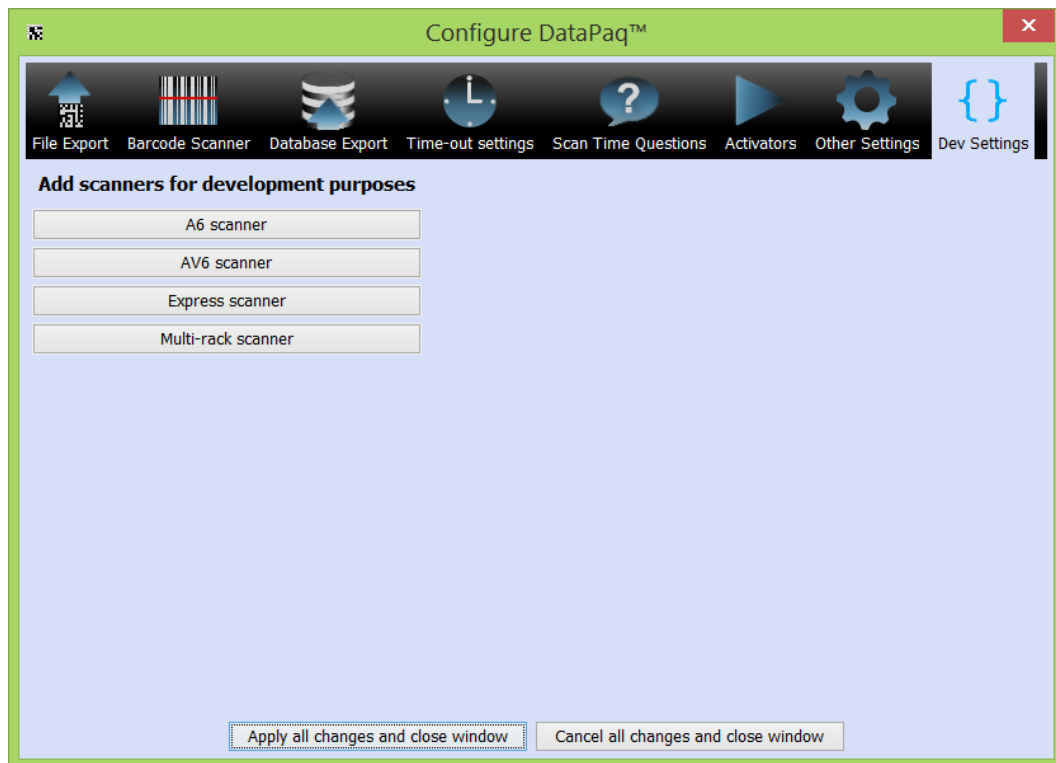 Configure DataPaq™
File Export Barcode Scanner Database Export Time-out settings Scan Time Questions Activators Other Settings Dev Settings
Add scanners for development purposes
A6 scanner
AV6 scanner
Express scanner
Multi-rack scanner
Apply all changes and close window Cancel all changes and close window